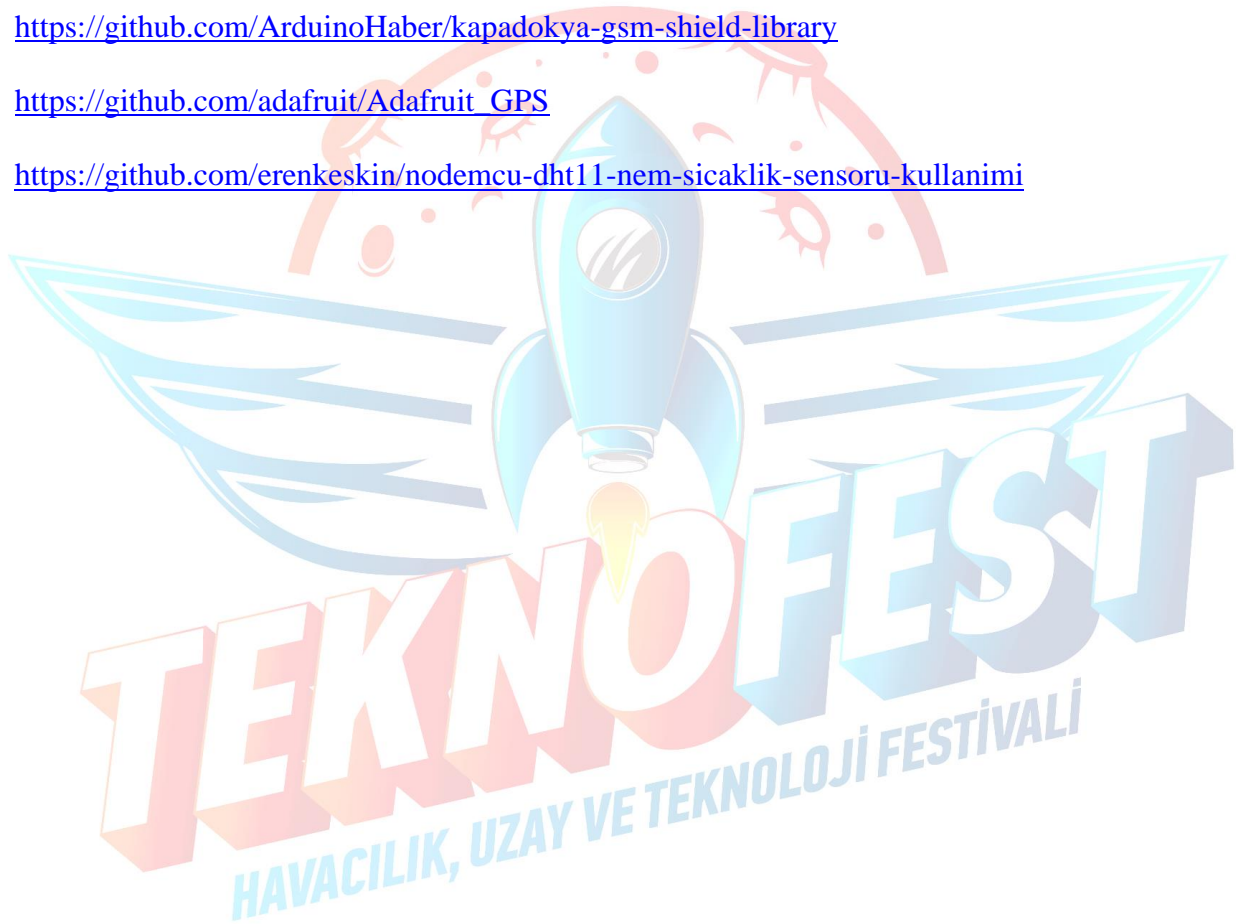 https://github.com/ArduinoHaber/kapadokya-gsm-shield-library
https://github.com/adafruit/Adafruit_GPS
https://github.com/erenkeskin/nodemcu-dht11-nem-sicaklik-sensoru-kullanimi
TEKNOFEST
HAVACILIK, UZAY VE TEKNOLOJİ FESTİVALİ